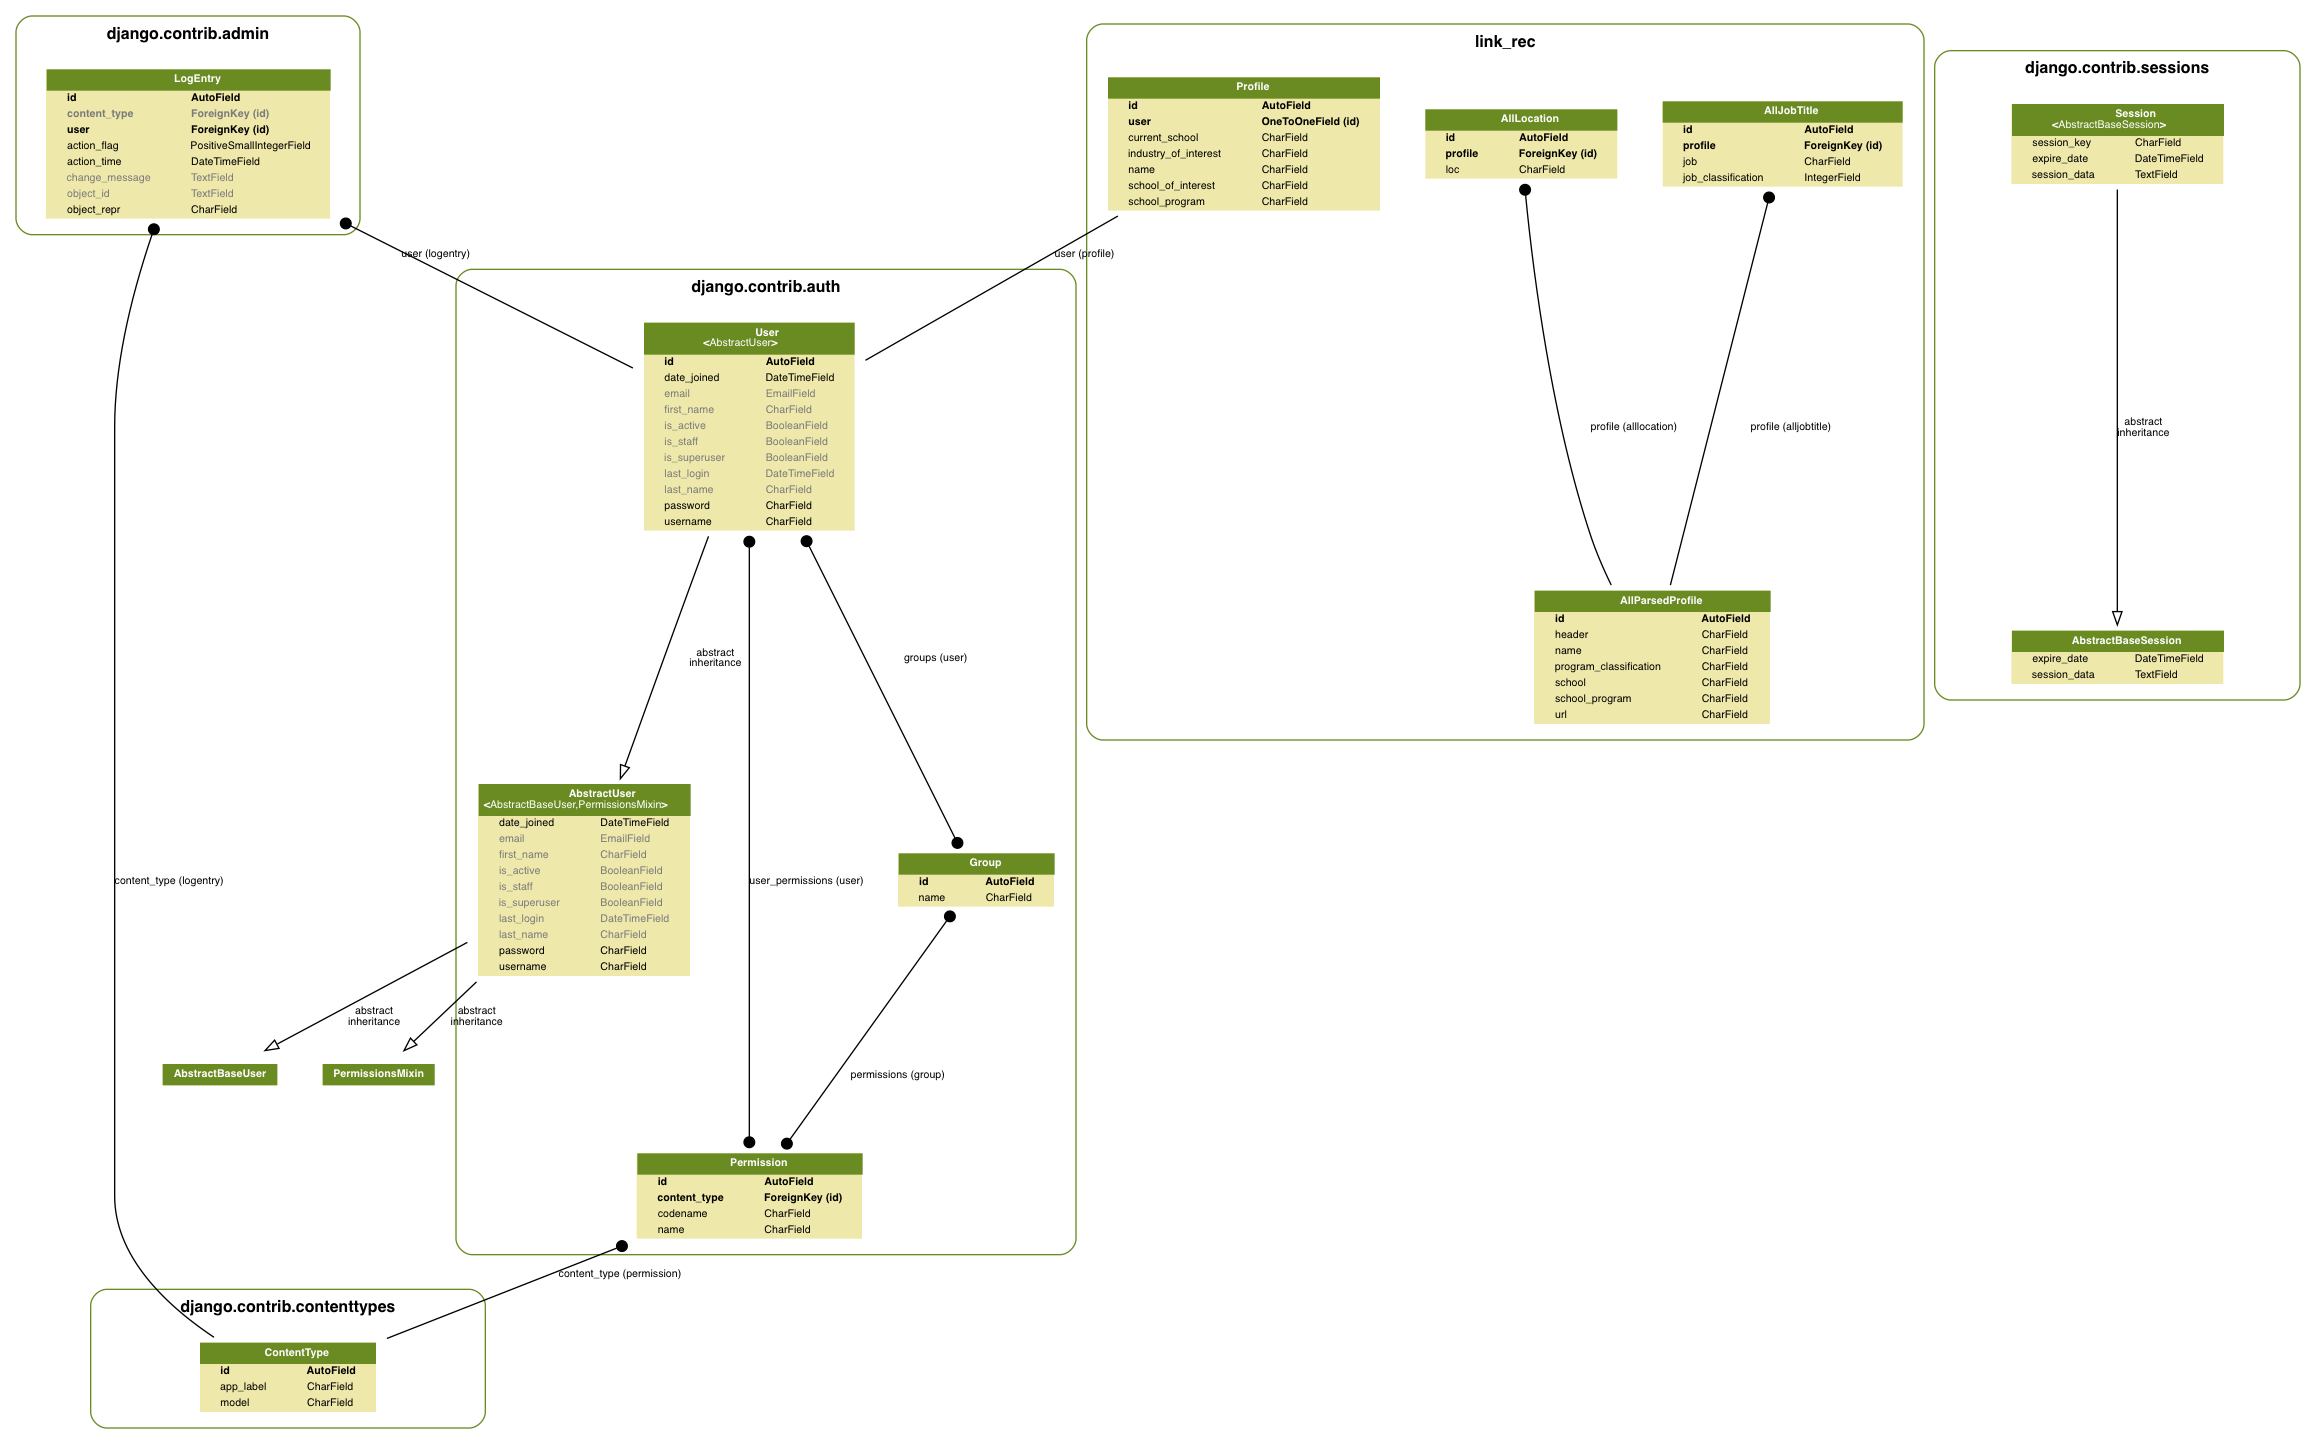 django.contrib.admin
LogEntry
id AutoField
content_type ForeignKey (id)
user ForeignKey (id)
action_flag PositiveSmallIntegerField
action_time DateTimeField
change_message TextField
object_id TextField
object_repr CharField
link_rec
Profile
id AutoField
user OneToOneField (id)
current_school CharField
industry_of_interest CharField
name CharField
school_of_interest CharField
school_program CharField
AllLocation
id AutoField
profile ForeignKey (id)
loc CharField
AllJobTitle
id AutoField
profile ForeignKey (id)
job CharField
job_classification IntegerField
django.contrib.sessions
Session
<AbstractBaseSession>
session_key CharField
expire_date DateTimeField
session_data TextField
user (logentry)
user (profile)
django.contrib.auth
User
<AbstractUser>
id AutoField
date_joined DateTimeField
email EmailField
first_name CharField
is_active BooleanField
is_staff BooleanField
is_superuser BooleanField
last_login DateTimeField
last_name CharField
password CharField
username CharField
profile (alllocation)
profile (alljobtitle)
abstract
inheritance
AllParsedProfile
id AutoField
header CharField
name CharField
program_classification CharField
school CharField
school_program CharField
url CharField
AbstractBaseSession
expire_date DateTimeField
session_data TextField
abstract
inheritance
groups (user)
AbstractUser
<AbstractBaseUser,PermissionsMixin>
date_joined DateTimeField
email EmailField
first_name CharField
is_active BooleanField
is_staff BooleanField
is_superuser BooleanField
last_login DateTimeField
last_name CharField
password CharField
username CharField
content_type (logentry)
user_permissions (user)
Group
id AutoField
name CharField
abstract
inheritance
abstract
inheritance
AbstractBaseUser
PermissionsMixin
permissions (group)
Permission
id AutoField
content_type ForeignKey (id)
codename CharField
name CharField
content_type (permission)
django.contrib.contenttypes
ContentType
id AutoField
app_label CharField
model CharField